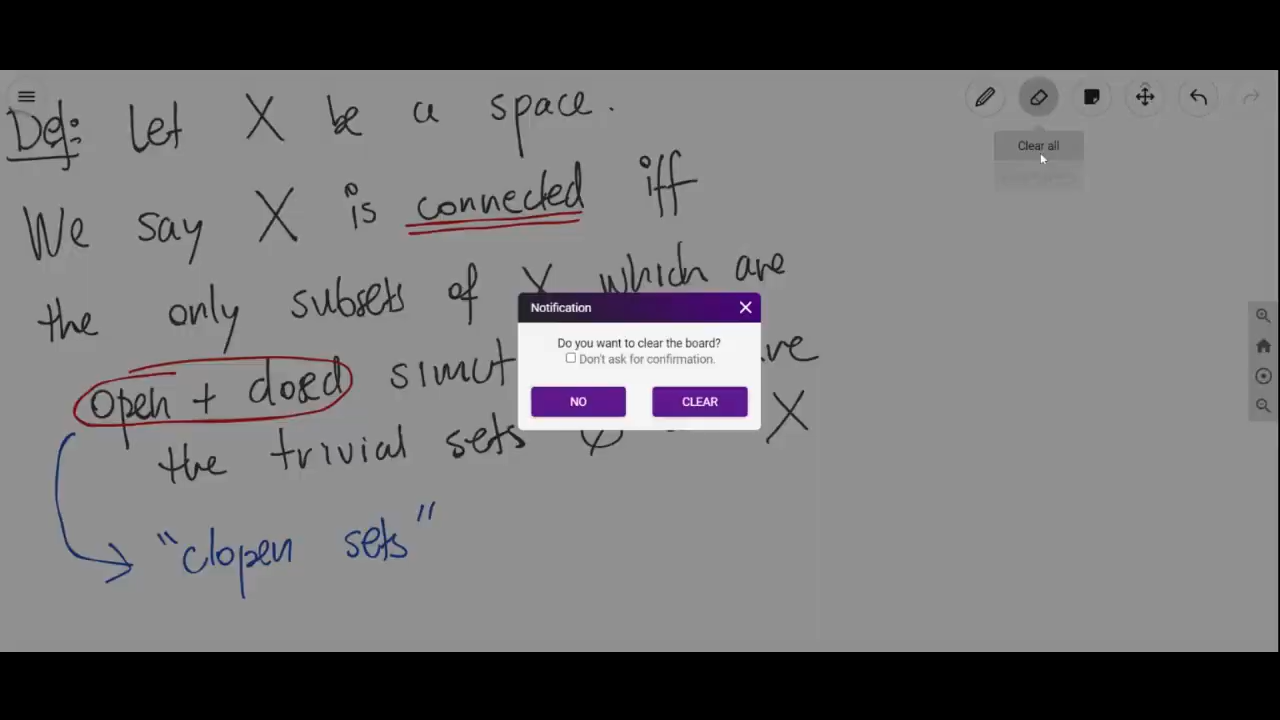 Def: Let X be a space.
We say X is connected iff
the only subsets of X which are
open + closed
the trivial sets ∅ X
"clopen sets"
Clear all
Notification
Do you want to clear the board?
Don't ask for confirmation.
NO
CLEAR